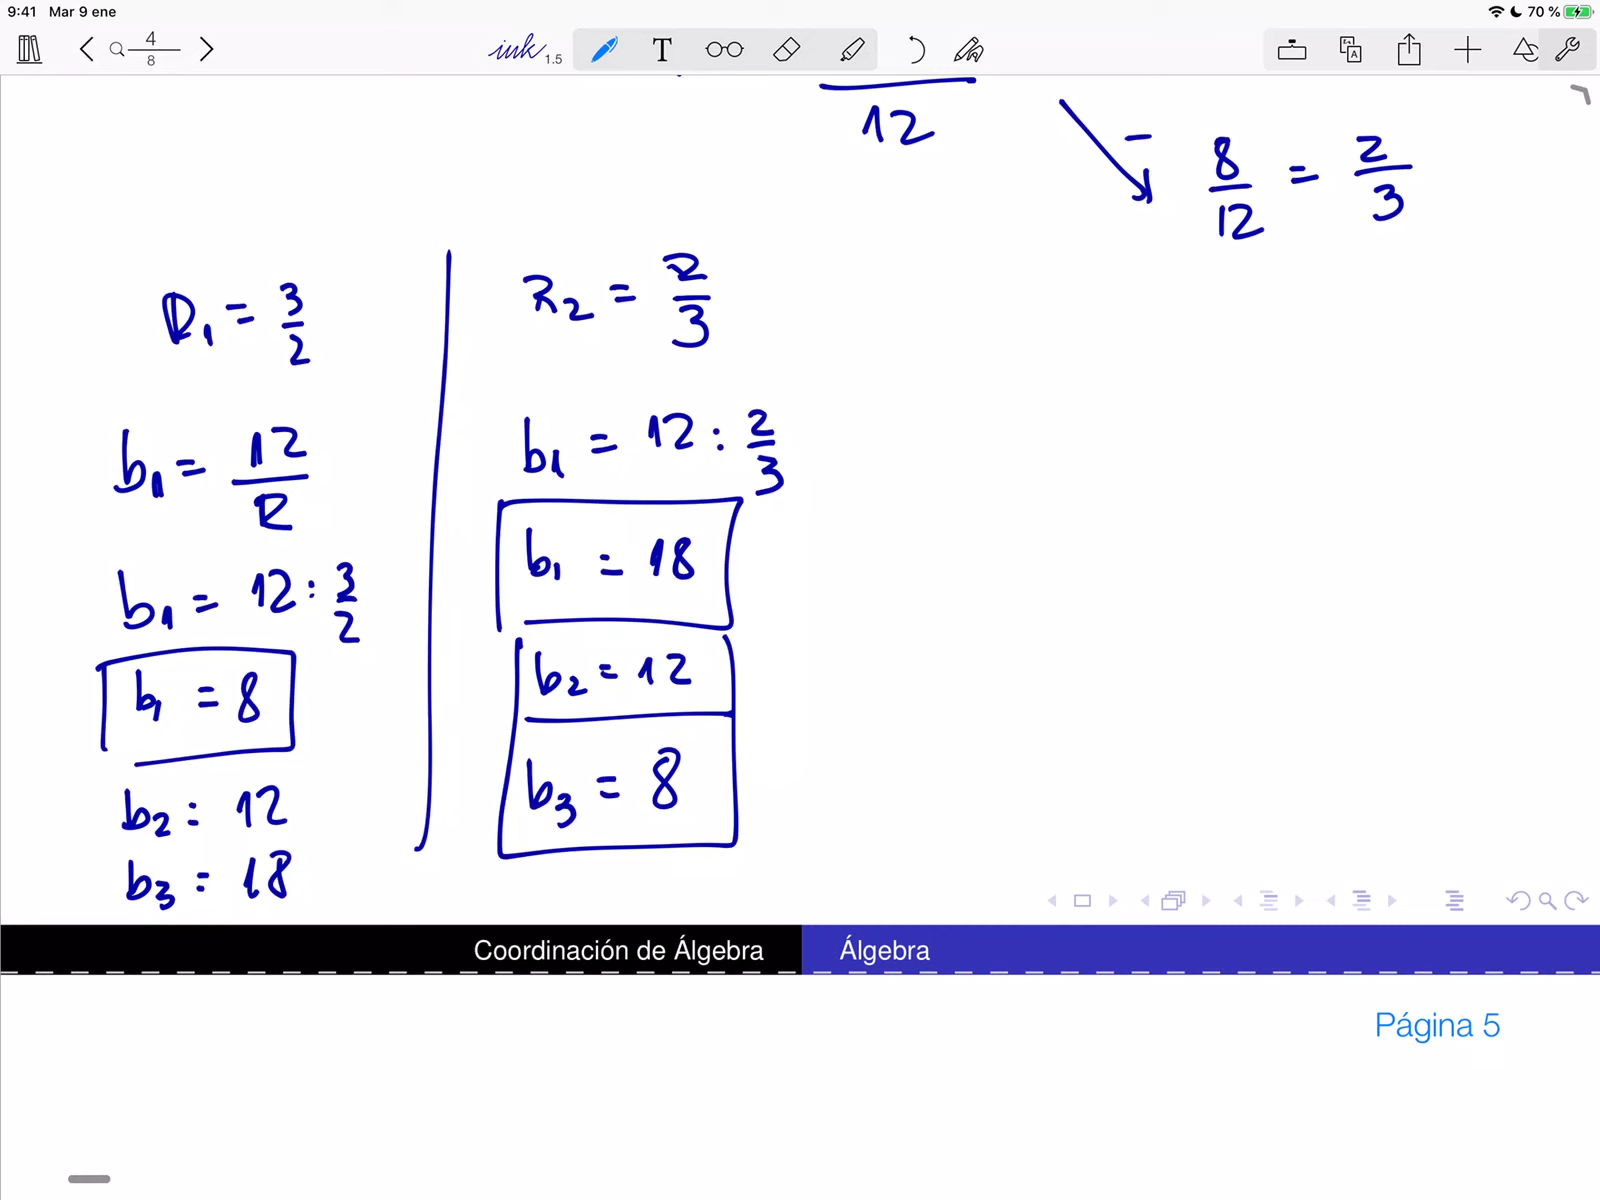 9:41 Mar 9 ene
70 %
4
8
ink 1.5
T
A
12
- 8/12 = 2/3
R₁ = 3/2
b₁ = 12/R
b₁ = 12 : 3/2
b₁ = 8
b₂ = 12
b₃ = 18
R₂ = 2/3
b₁ = 12 : 2/3
b₁ = 18
b₂ = 12
b₃ = 8
Coordinación de Álgebra
Álgebra
Página 5